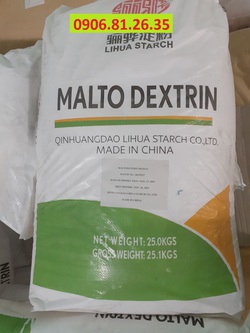 0906.81.26.35
骊骅淀粉
LIHUA STARCH
MALTO DEXTRIN
QINHUANGDAO LIHUA STARCH CO.,LTD
MADE IN CHINA
NET WEIGHT: 25.0KGS
GROSS WEIGHT: 25.1KGS